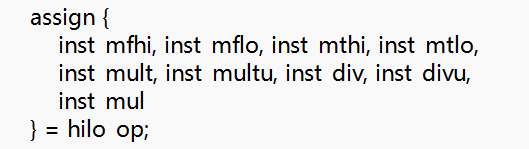 assign {
inst mfhi, inst mflo, inst mthi, inst mtlo,
inst mult, inst multu, inst div, inst divu,
inst mul
} = hilo op;